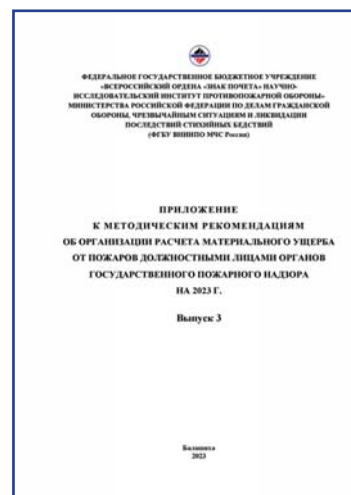 ФЕДЕРАЛЬНОЕ ГОСУДАРСТВЕННОЕ БЮДЖЕТНОЕ УЧРЕЖДЕНИЕ
«ВСЕРОССИЙСКИЙ ОРДЕНА «ЗНАК ПОЧЕТА» НАУЧНО-
ИССЛЕДОВАТЕЛЬСКИЙ ИНСТИТУТ ПРОТИВОПОЖАРНОЙ ОБОРОНЫ»
МИНИСТЕРСТВА РОССИЙСКОЙ ФЕДЕРАЦИИ ПО ДЕЛАМ ГРАЖДАНСКОЙ
ОБОРОНЫ, ЧРЕЗВЫЧАЙНЫМ СИТУАЦИЯМ И ЛИКВИДАЦИИ
ПОСЛЕДСТВИЙ СТИХИЙНЫХ БЕДСТВИЙ
(ФГБУ ВНИИПО МЧС России)
ПРИЛОЖЕНИЕ
К МЕТОДИЧЕСКИМ РЕКОМЕНДАЦИЯМ
ОБ ОРГАНИЗАЦИИ РАСЧЕТА МАТЕРИАЛЬНОГО УЩЕРБА
ОТ ПОЖАРОВ ДОЛЖНОСТНЫМИ ЛИЦАМИ ОРГАНОВ
ГОСУДАРСТВЕННОГО ПОЖАРНОГО НАДЗОРА
НА 2023 Г.
Выпуск 3
Балашиха
2023